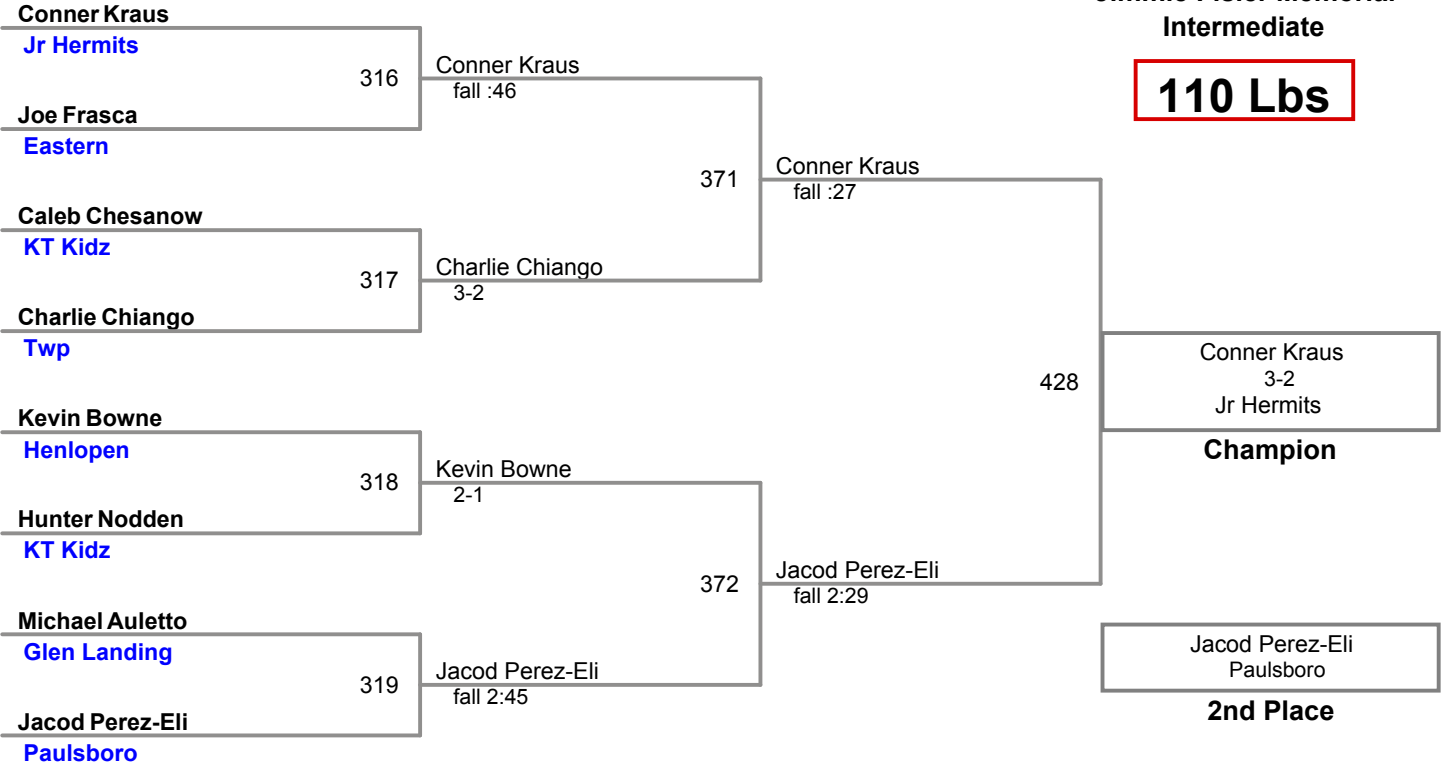 Intermediate
110 Lbs
Conner Kraus
Jr Hermits
316
Conner Kraus
fall :46
Joe Frasca
Eastern
371
Conner Kraus
fall :27
Caleb Chesanow
KT Kidz
317
Charlie Chiango
3-2
Charlie Chiango
Twp
428
Conner Kraus
3-2
Jr Hermits
Champion
Kevin Bowne
Henlopen
318
Kevin Bowne
2-1
Hunter Nodden
KT Kidz
372
Jacod Perez-Eli
fall 2:29
Michael Auletto
Glen Landing
319
Jacod Perez-Eli
fall 2:45
Jacod Perez-Eli
Paulsboro
Jacod Perez-Eli
Paulsboro
2nd Place